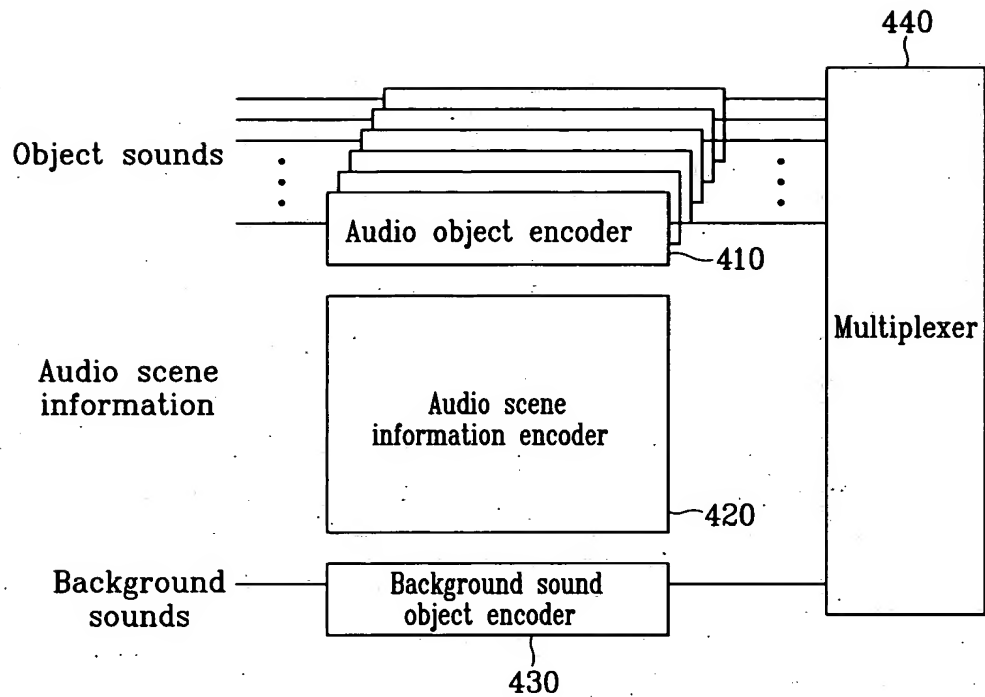 440
Object sounds
Audio object encoder
410
Multiplexer
Audio scene
information
Audio scene
information encoder
420
Background
sounds
Background sound
object encoder
430